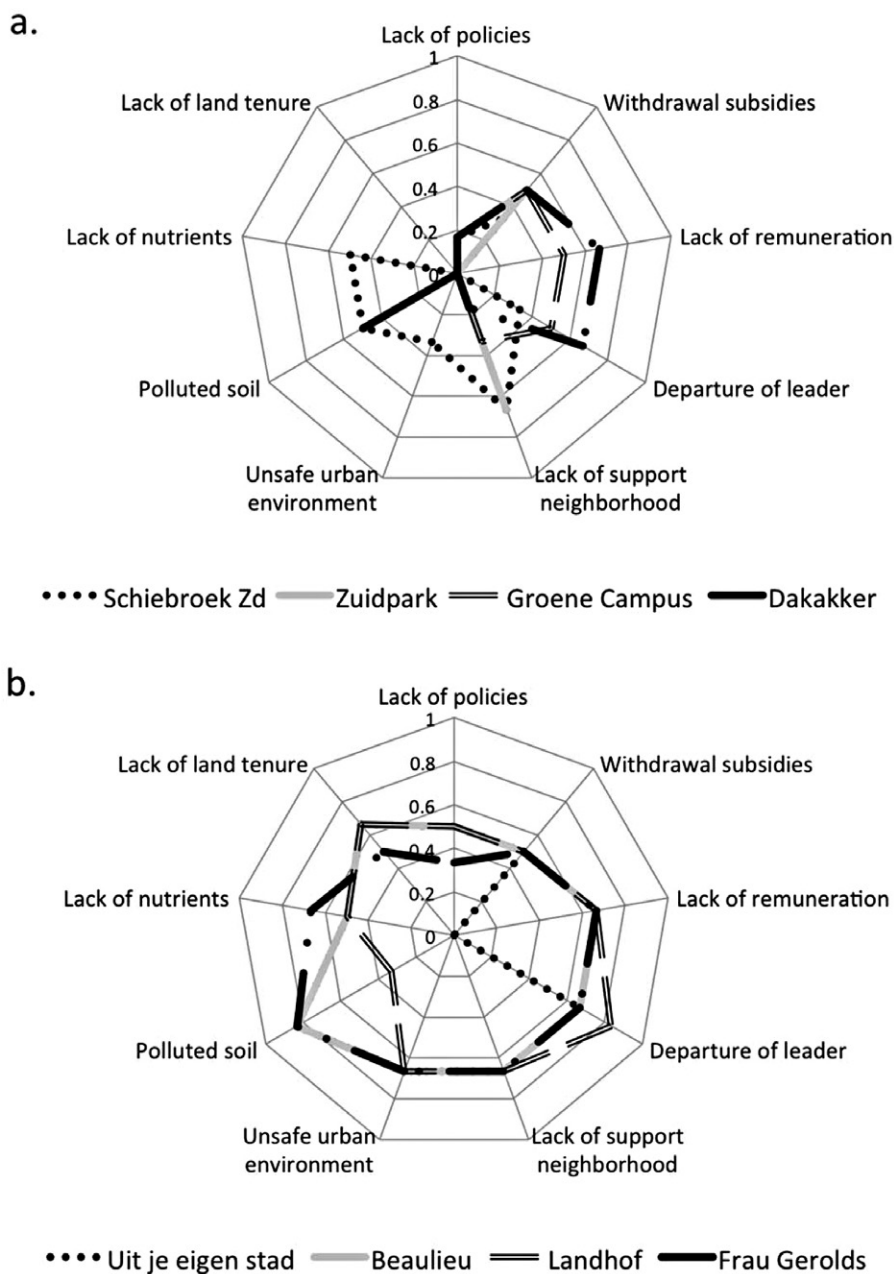 a.
Lack of policies
1
Lack of land tenure
Withdrawal subsidies
0.8
0.6
0.4
Lack of nutrients
Lack of remuneration
0.2
0
Polluted soil
Departure of leader
Unsafe urban
environment
Lack of support
neighborhood
Schiebroek Zd Zuidpark Groene Campus Dakakker
b.
Lack of policies
1
Lack of land tenure
Withdrawal subsidies
0.8
0.6
0.4
Lack of nutrients
Lack of remuneration
0.2
0
Polluted soil
Departure of leader
Unsafe urban
environment
Lack of support
neighborhood
Uit je eigen stad Beaulieu Landhof Frau Gerolds